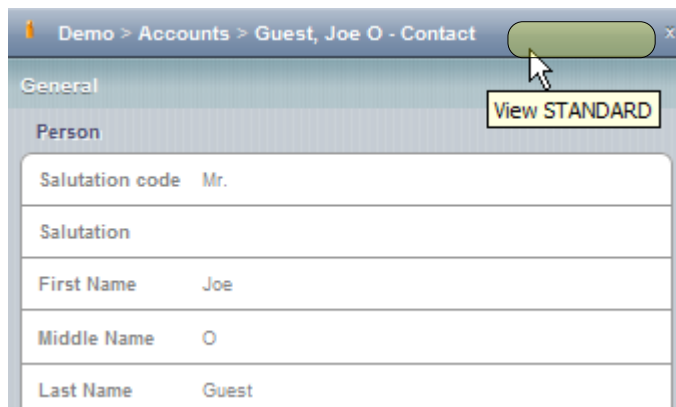 Demo > Accounts > Guest, Joe O - Contact x
General
View STANDARD
Person
Salutation code Mr.
Salutation
First Name Joe
Middle Name O
Last Name Guest